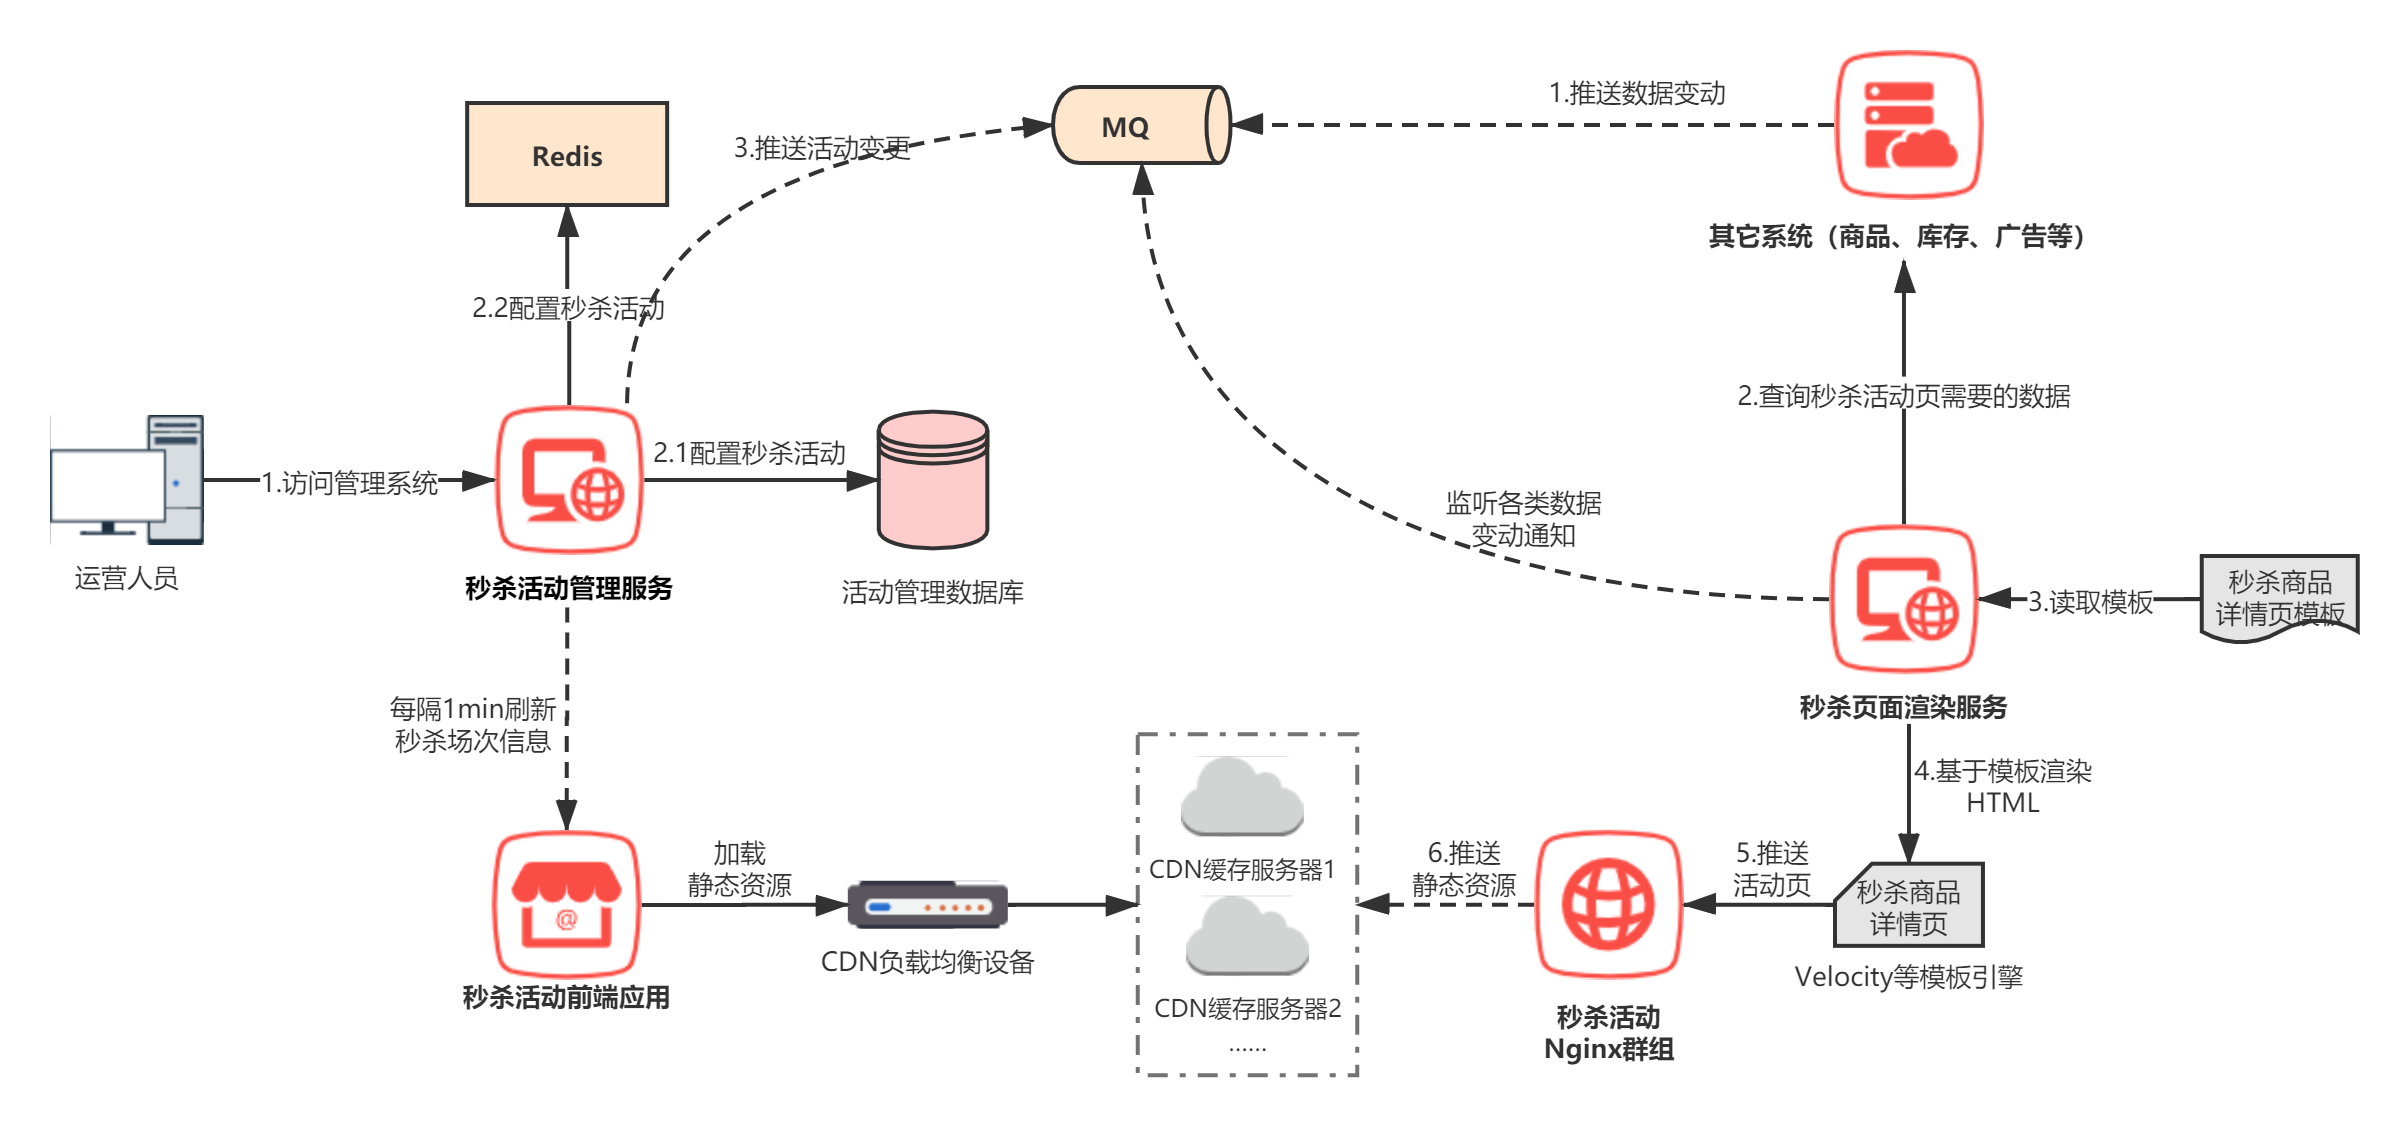 1.推送数据变动
MQ
3.推送活动变更
Redis
其它系统（商品、库存、广告等）
2.2配置秒杀活动
2.查询秒杀活动页需要的数据
2.1配置秒杀活动
1.访问管理系统
监听各类数据
变动通知
运营人员
秒杀活动管理服务
活动管理数据库
3.读取模板
秒杀商品
详情页模板
秒杀页面渲染服务
每隔1min刷新
秒杀场次信息
4.基于模板渲染
HTML
加载
静态资源
CDN缓存服务器1
6.推送
静态资源
5.推送
活动页
秒杀商品
详情页
@
CDN负载均衡设备
Velocity等模板引擎
秒杀活动前端应用
CDN缓存服务器2
......
秒杀活动
Nginx群组